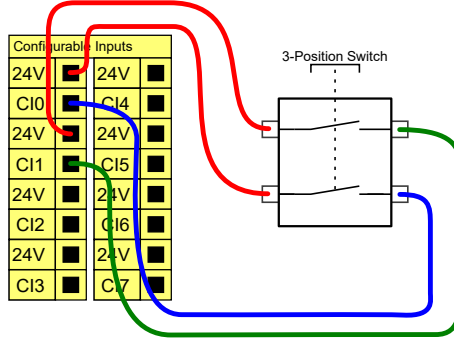 Configurable Inputs
3-Position Switch
24V 24V
CI0 CI4
24V 24V
CI1 CI5
24V 24V
CI2 CI6
24V 24V
CI3 CI7